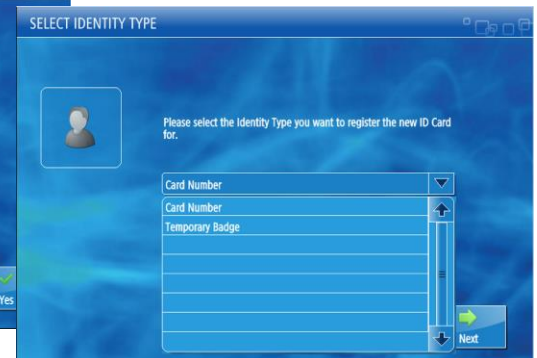 SELECT IDENTITY TYPE
Please select the Identity Type you want to register the new ID Card
for.
Card Number
Card Number
Temporary Badge
Yes
Next